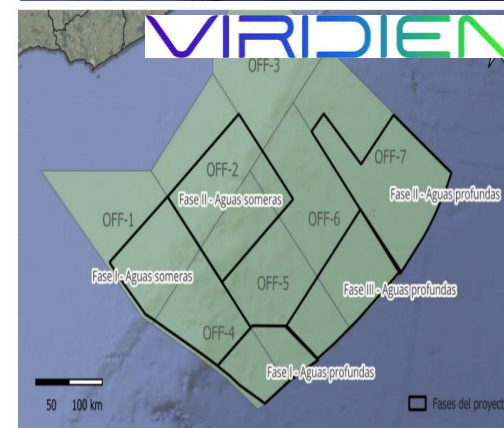 VIRIDIEN
OFF-3
OFF-2
OFF-7
Fase II - Aguas someras
Fase II - Aguas profundas
OFF-1
OFF-6
Fase I - Aguas someras
OFF-5
Fase III - Aguas profundas
OFF-4
Fase I - Aguas profundas
50 100 km
Fases del proyect